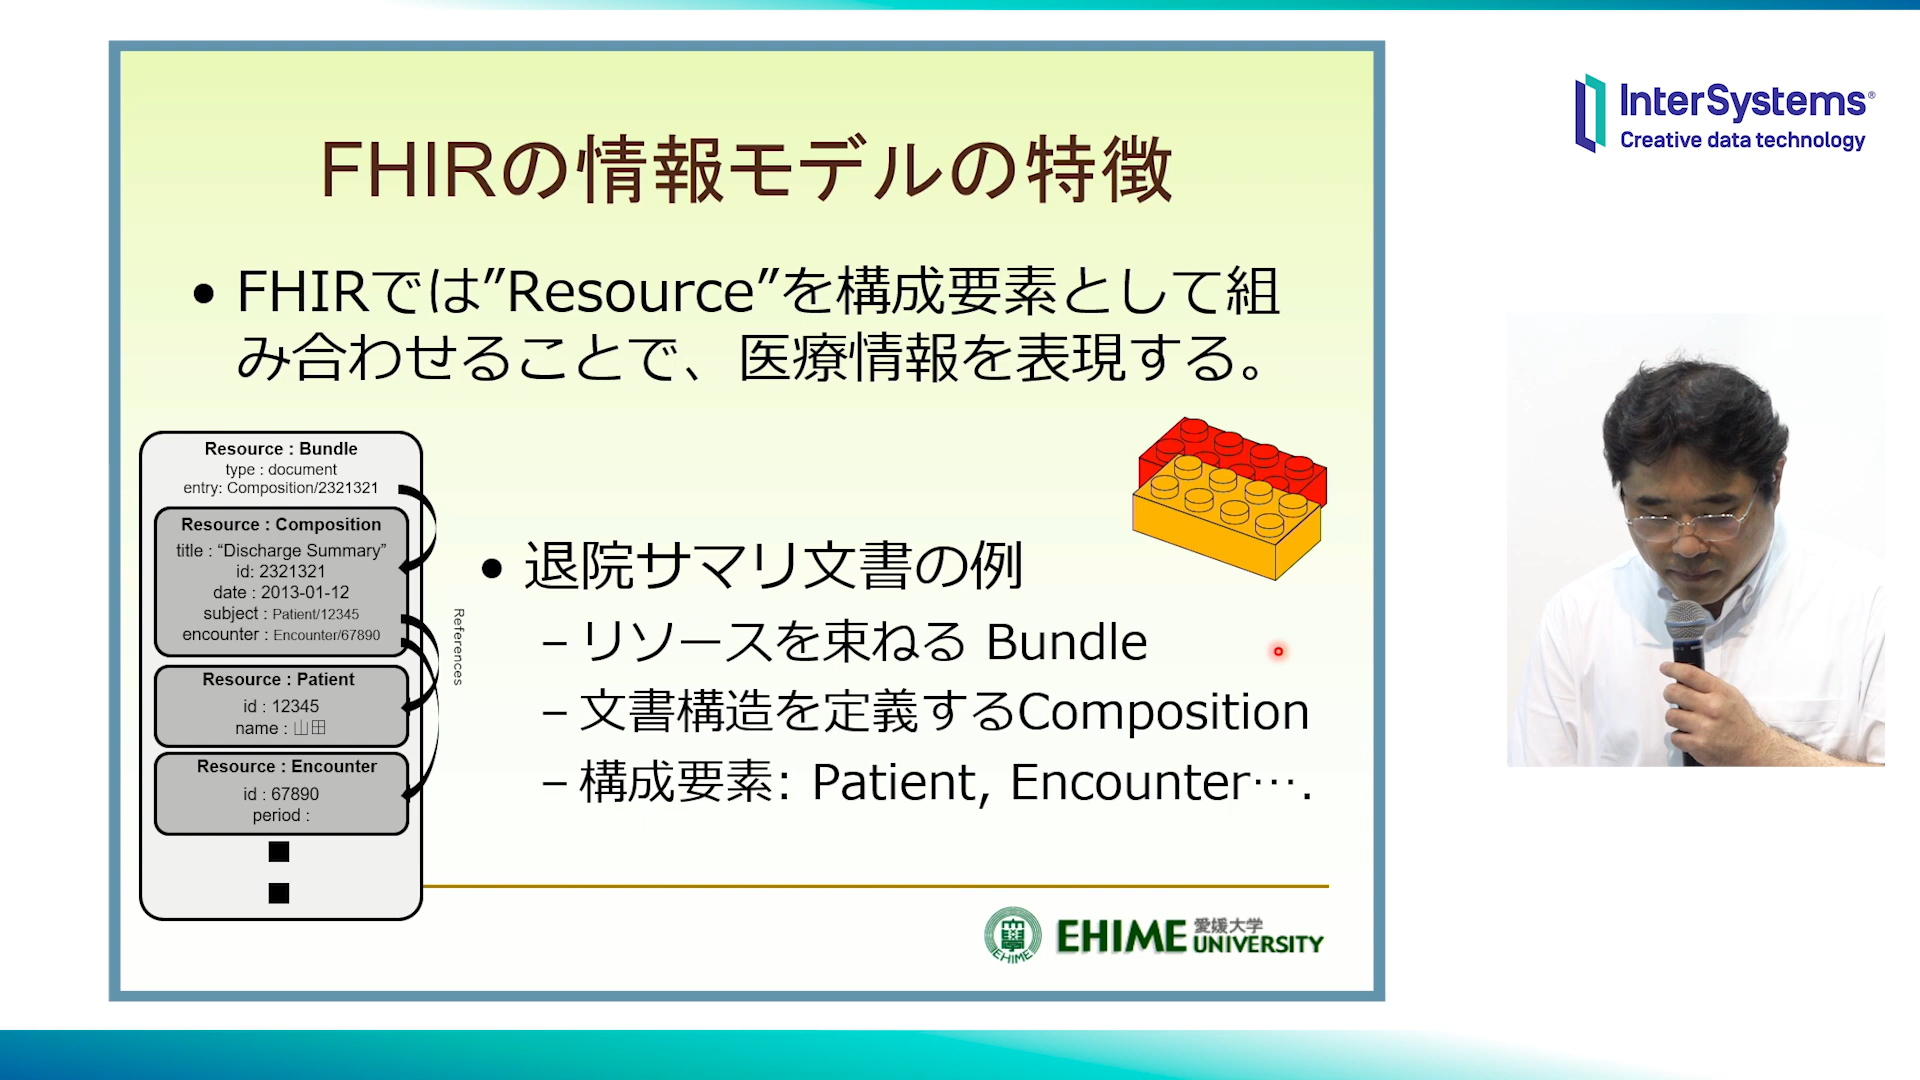 InterSystems®
Creative data technology
FHIRの情報モデルの特徴
• FHIRでは”Resource”を構成要素として組
み合わせることで、医療情報を表現する。
Resource : Bundle
type : document
entry: Composition/2321321
Resource : Composition
title : “Discharge Summary”
id: 2321321
date : 2013-01-12
subject : Patient/12345
encounter : Encounter/67890
Resource : Patient
id : 12345
name : 山田
Resource : Encounter
id : 67890
period :
References
• 退院サマリ文書の例
– リソースを束ねる Bundle
– 文書構造を定義するComposition
– 構成要素: Patient, Encounter….
EHIME
EHIME 愛媛大学
UNIVERSITY